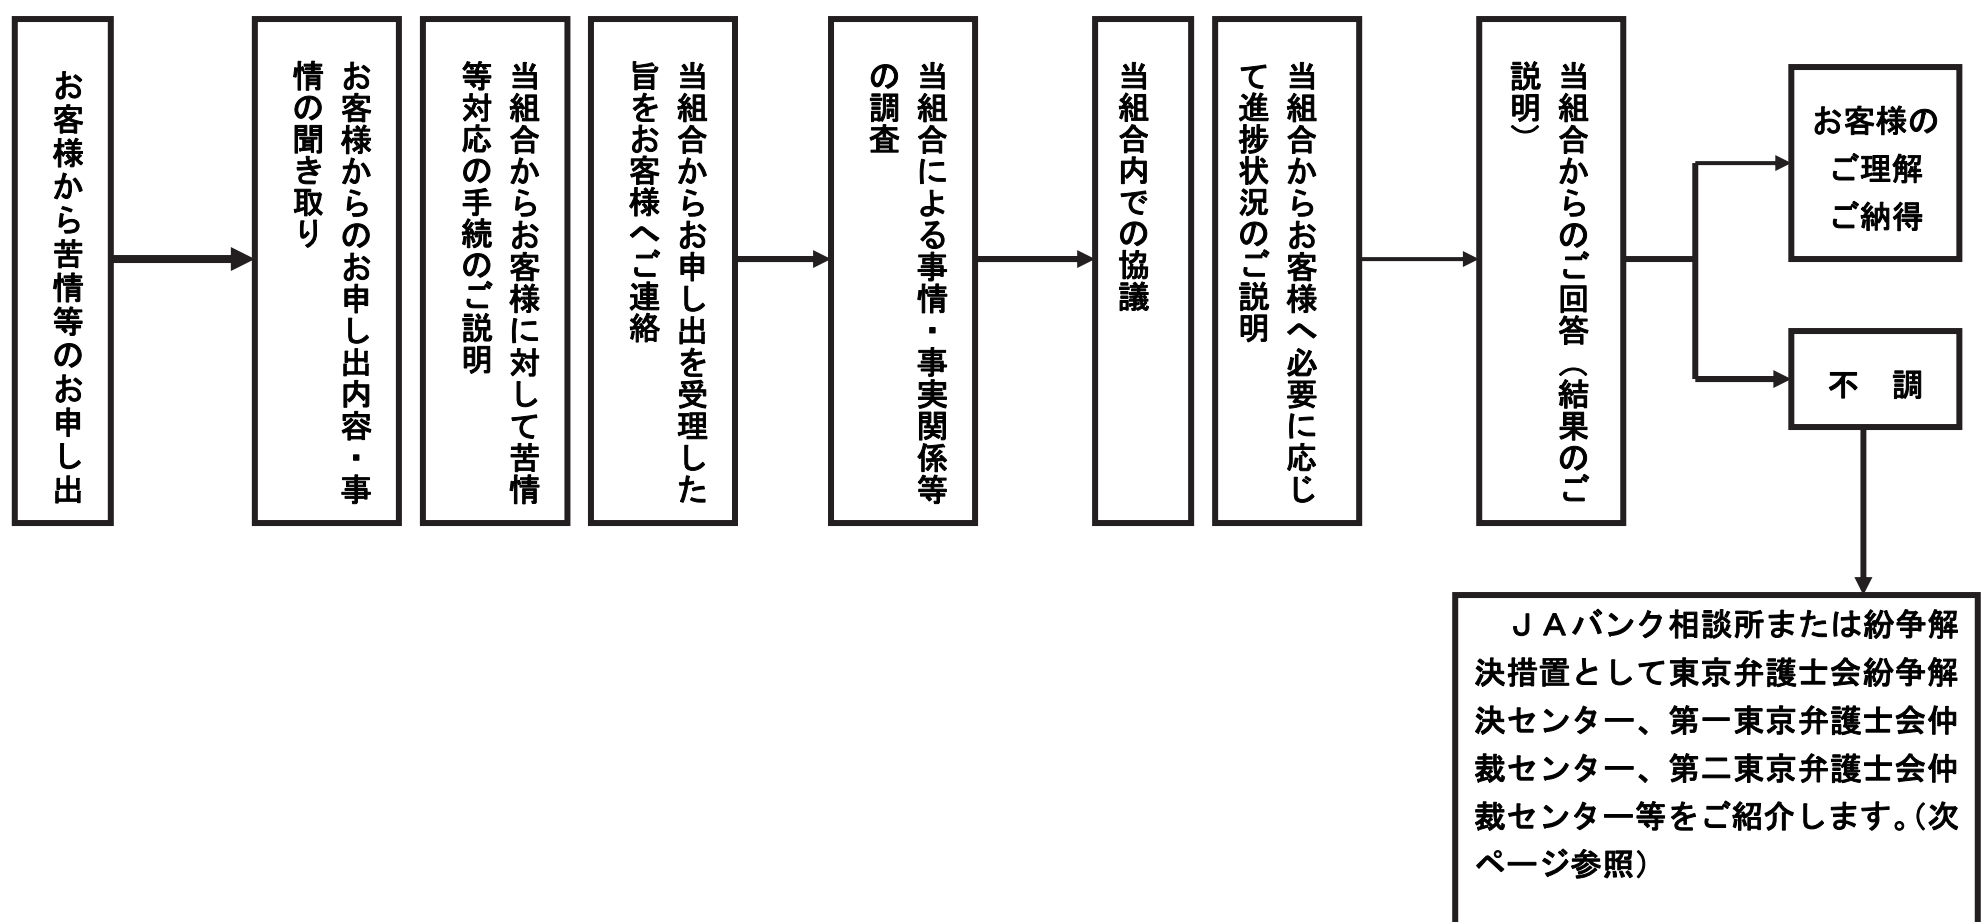 お客様から苦情等のお申し出
お客様からのお申し出内容・事
情の聞き取り
当組合からお客様に対して苦情
等対応の手続のご説明
当組合からお申し出を受理した
旨をお客様へご連絡
当組合による事情・事実関係等
の調査
当組合内での協議
当組合からお客様へ必要に応じ
て進捗状況のご説明
当組合からのご回答（結果のご
説明）
お客様の
ご理解
ご納得
不　調
　ＪＡバンク相談所または紛争解
決措置として東京弁護士会紛争解
決センター、第一東京弁護士会仲
裁センター、第二東京弁護士会仲
裁センター等をご紹介します。（次
ページ参照）